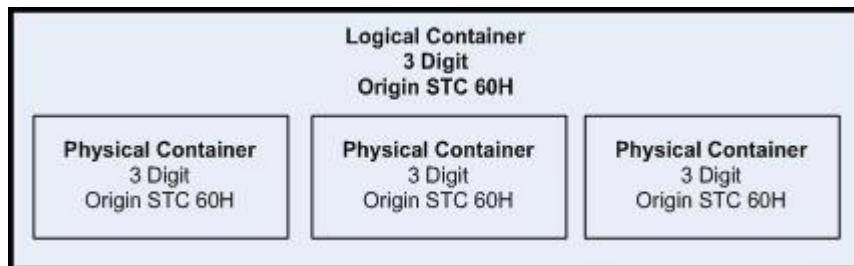 Logical Container
3 Digit
Origin STC 60H
Physical Container
3 Digit
Origin STC 60H
Physical Container
3 Digit
Origin STC 60H
Physical Container
3 Digit
Origin STC 60H